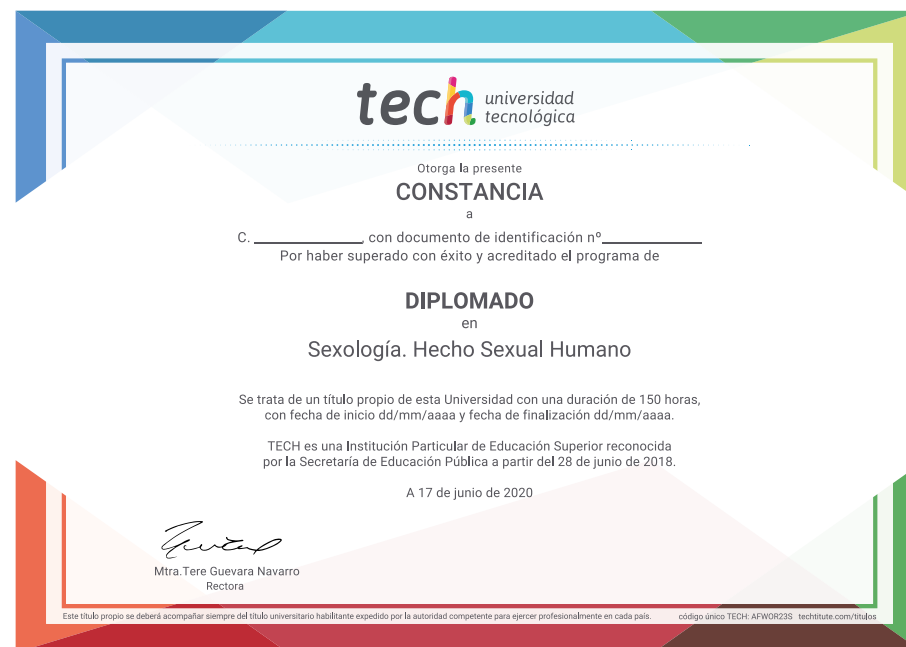 tech universidad
tecnológica
Otorga la presente
CONSTANCIA
a
C. ____________, con documento de identificación nº____________
Por haber superado con éxito y acreditado el programa de
DIPLOMADO
en
Sexología. Hecho Sexual Humano
Se trata de un título propio de esta Universidad con una duración de 150 horas,
con fecha de inicio dd/mm/aaaa y fecha de finalización dd/mm/aaaa.
TECH es una Institución Particular de Educación Superior reconocida
por la Secretaría de Educación Pública a partir del 28 de junio de 2018.
A 17 de junio de 2020
Mtra.Tere Guevara Navarro
Rectora
Este título propio se deberá acompañar siempre del título universitario habilitante expedido por la autoridad competente para ejercer profesionalmente en cada país. código único TECH: AFWOR23S techtitute.com/titulos